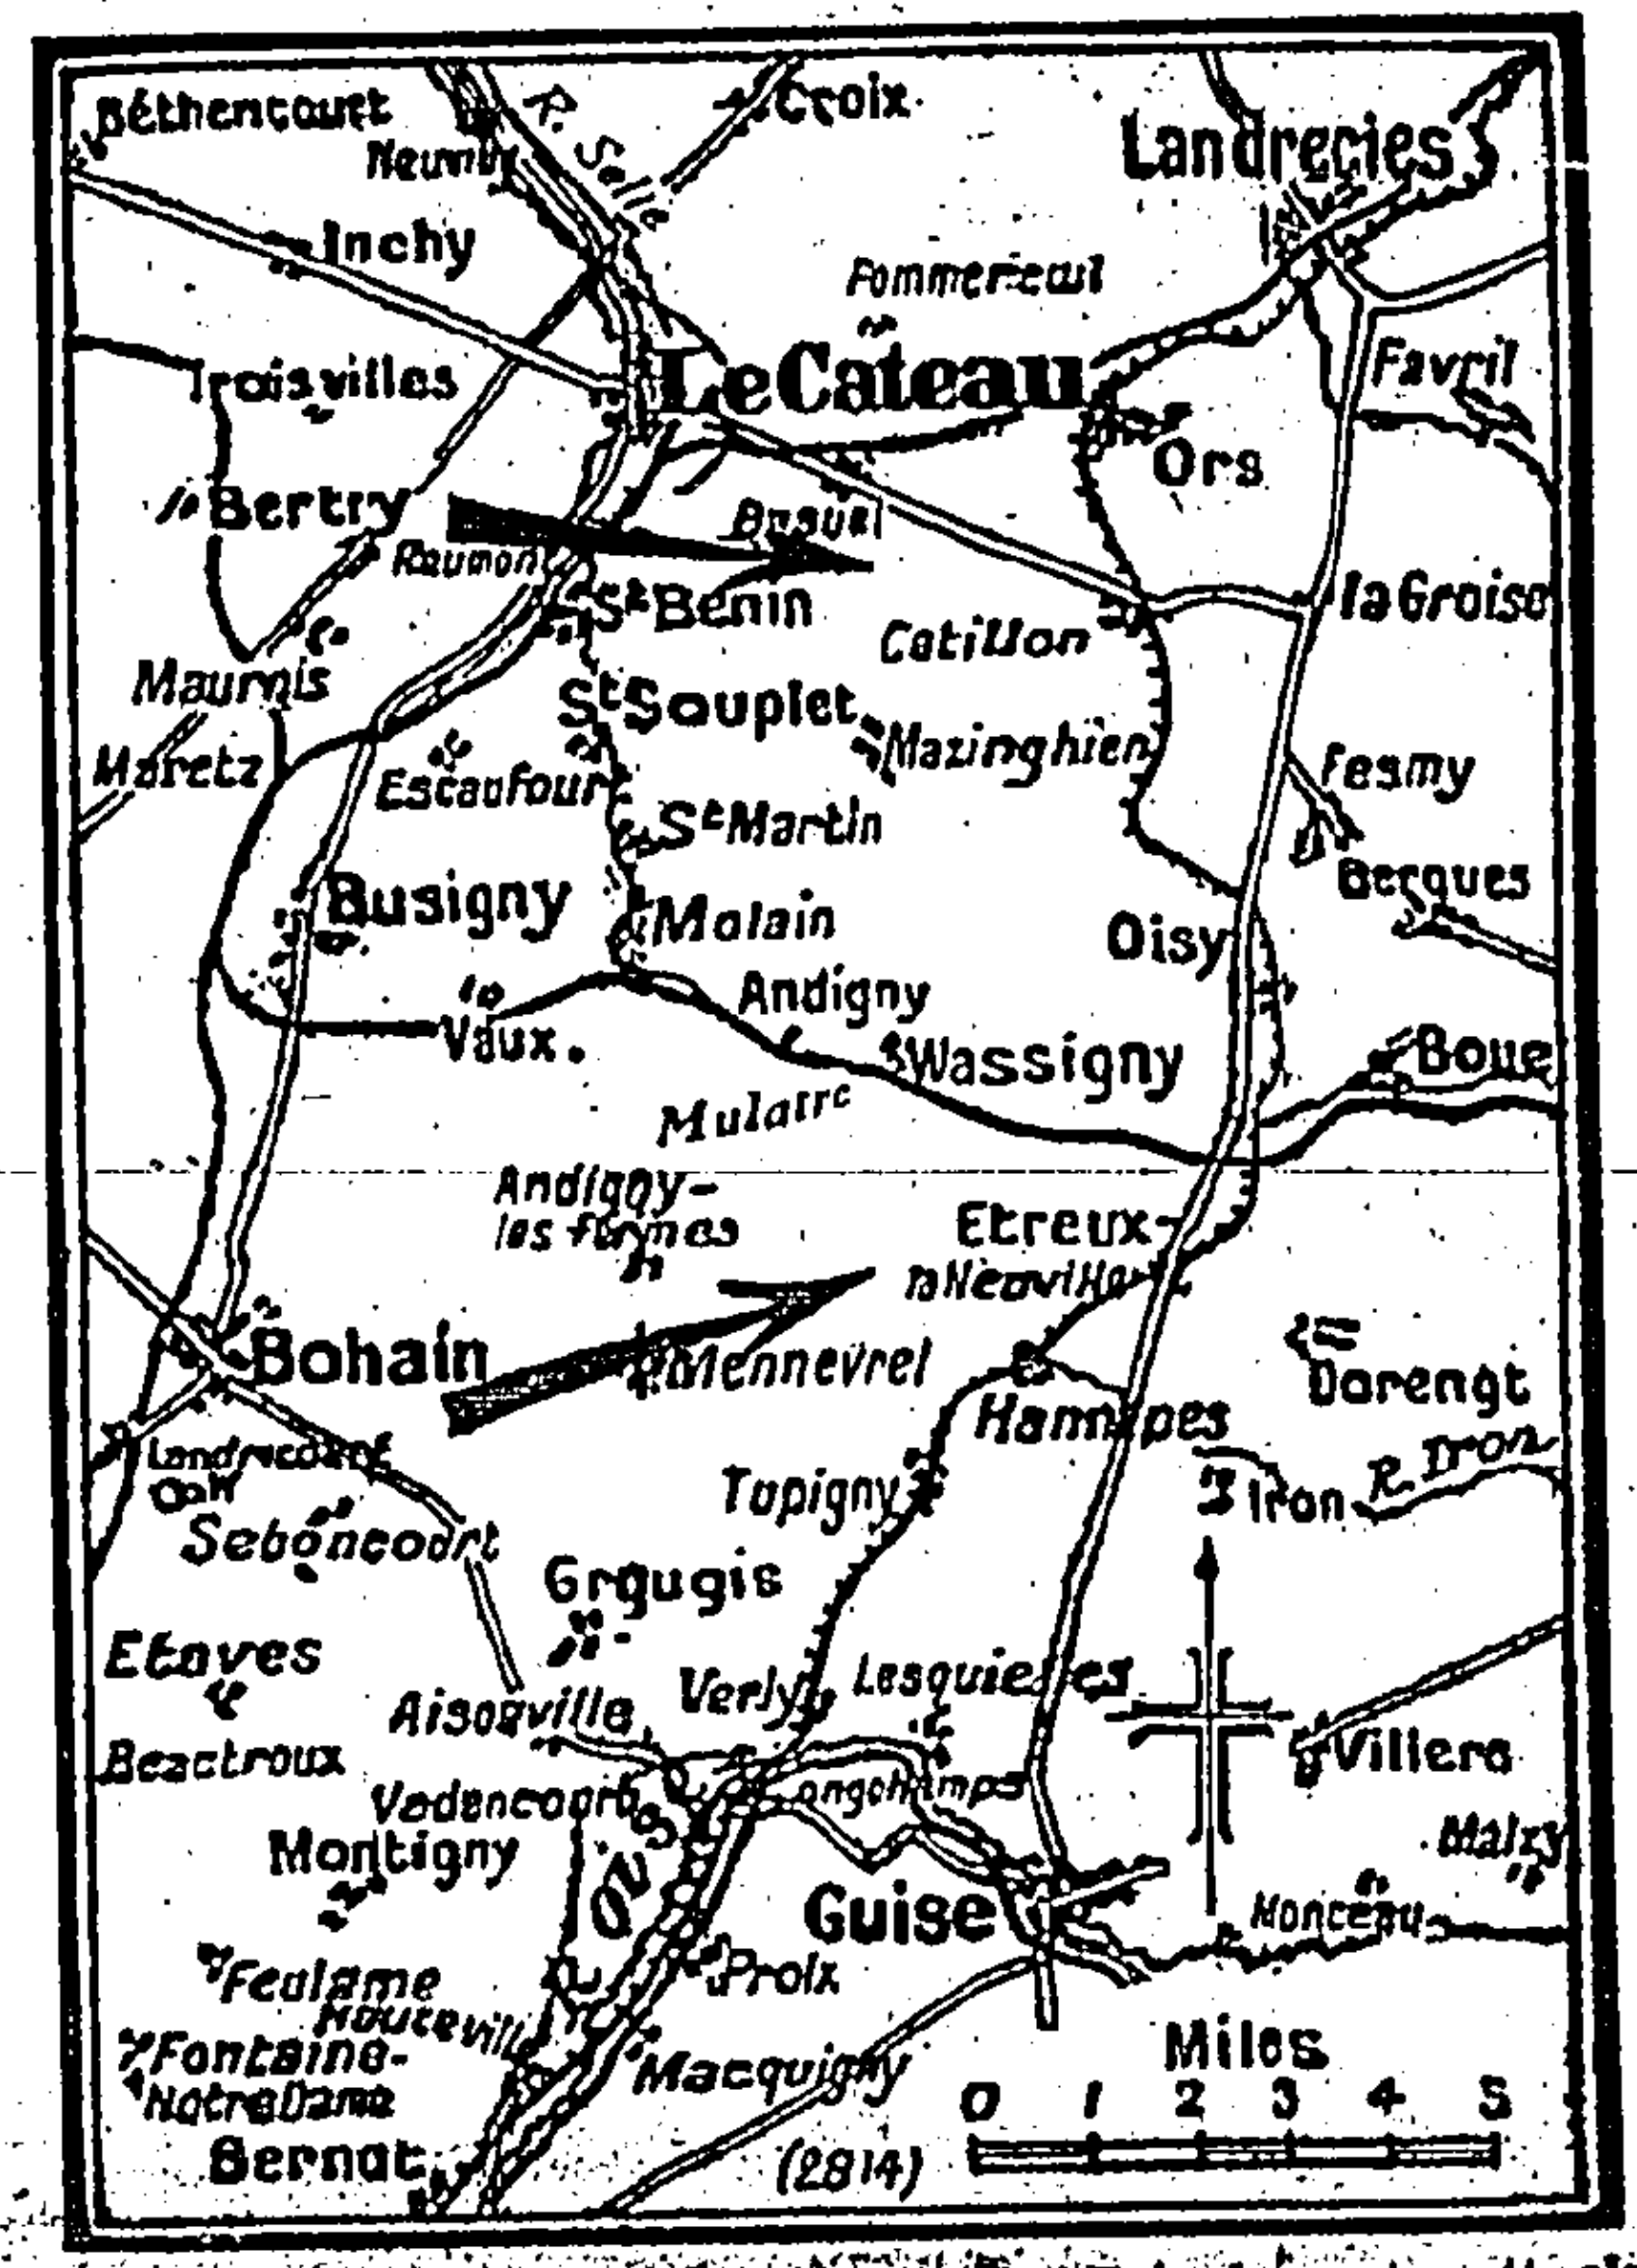 Béthencourt
Croix
R. Selle
Neuvilly
Landrecies
Inchy
Pommereuil
Le Cateau
Troisvilles
Favril
Ors
Bertry
Basuel
Reumont
St Benin
la Groise
Catillon
Maurois
St Souplet
Mazinghien
Maretz
Escaufourt
Fesmy
St Martin
Busigny
Bergues
Molain
Oisy
Andigny
Vaux
Wassigny
Boue
Mulatre
Andigny-
les fermes
Etreux
la Neuville
Bohain
Mennevret
Dorengt
Hannapes
Tupigny
Iron
R. Iron
Seboncourt
Grougis
Etaves
Lesquielles
Verly
Aisonville
Villers
Vadencourt
Longchamps
Montigny
Malzy
Guise
Monceau
Proix
Hauteville
Fontaine-
Notre Dame
Macquigny
Miles
0 1 2 3 4 5
Bernot
(2814)